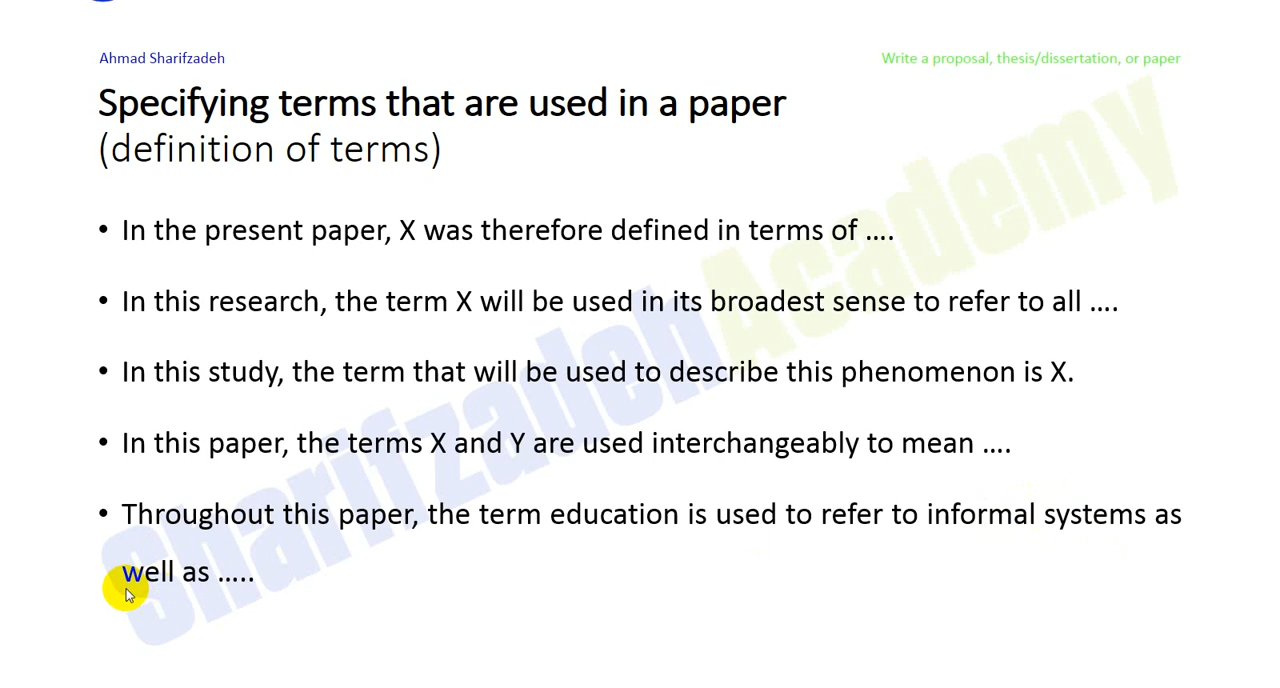 Ahmad Sharifzadeh
Write a proposal, thesis/dissertation, or paper
Specifying terms that are used in a paper
(definition of terms)
• In the present paper, X was therefore defined in terms of ….
• In this research, the term X will be used in its broadest sense to refer to all ….
• In this study, the term that will be used to describe this phenomenon is X.
• In this paper, the terms X and Y are used interchangeably to mean ….
• Throughout this paper, the term education is used to refer to informal systems as
well as …..
SharifzadehAcademy